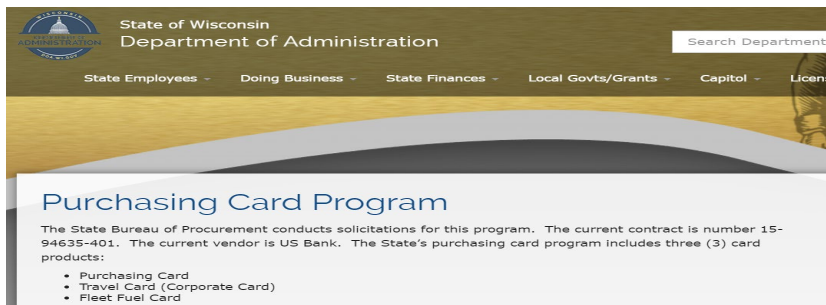 State of Wisconsin
Department of Administration
ADMINISTRATION
Search Department
State Employees
Doing Business
State Finances
Local Govts/Grants
Capitol
Licen
Purchasing Card Program
The State Bureau of Procurement conducts solicitations for this program. The current contract is number 15-
94635-401. The current vendor is US Bank. The State's purchasing card program includes three (3) card
products:
• Purchasing Card
• Travel Card (Corporate Card)
• Fleet Fuel Card